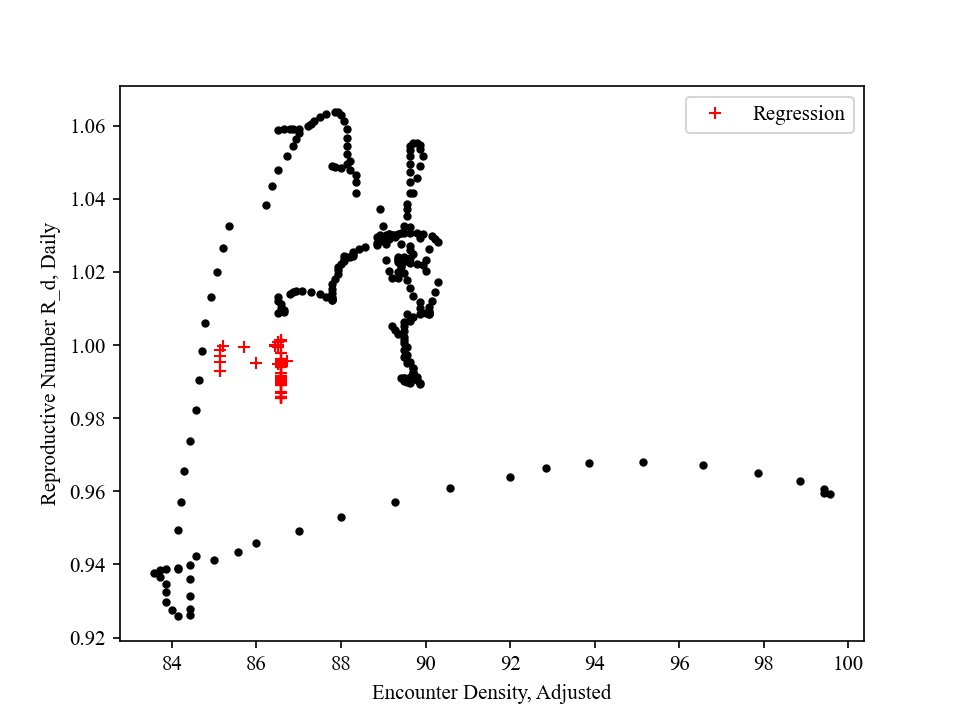 Regression
1.06
1.04
1.02
1.00
0.98
0.96
0.94
0.92
Reproductive Number R_d, Daily
84 86 88 90 92 94 96 98 100
Encounter Density, Adjusted